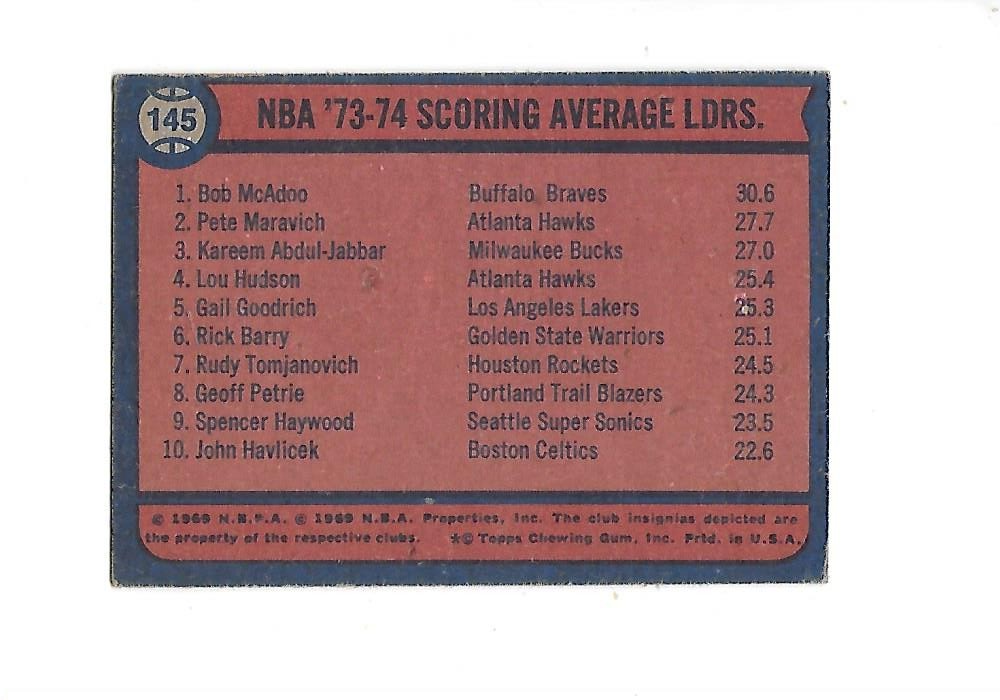 145
NBA '73-74 SCORING AVERAGE LDRS.
1. Bob McAdoo Buffalo Braves 30.6
2. Pete Maravich Atlanta Hawks 27.7
3. Kareem Abdul-Jabbar Milwaukee Bucks 27.0
4. Lou Hudson Atlanta Hawks 25.4
5. Gail Goodrich Los Angeles Lakers 25.3
6. Rick Barry Golden State Warriors 25.1
7. Rudy Tomjanovich Houston Rockets 24.5
8. Geoff Petrie Portland Trail Blazers 24.3
9. Spencer Haywood Seattle Super Sonics 23.5
10. John Havlicek Boston Celtics 22.6
© 1969 N.B.P.A. © 1969 N.B.A. Properties, Inc. The club insignias depicted are
the property of the respective clubs. ★© Topps Chewing Gum, Inc. Prtd. in U.S.A.